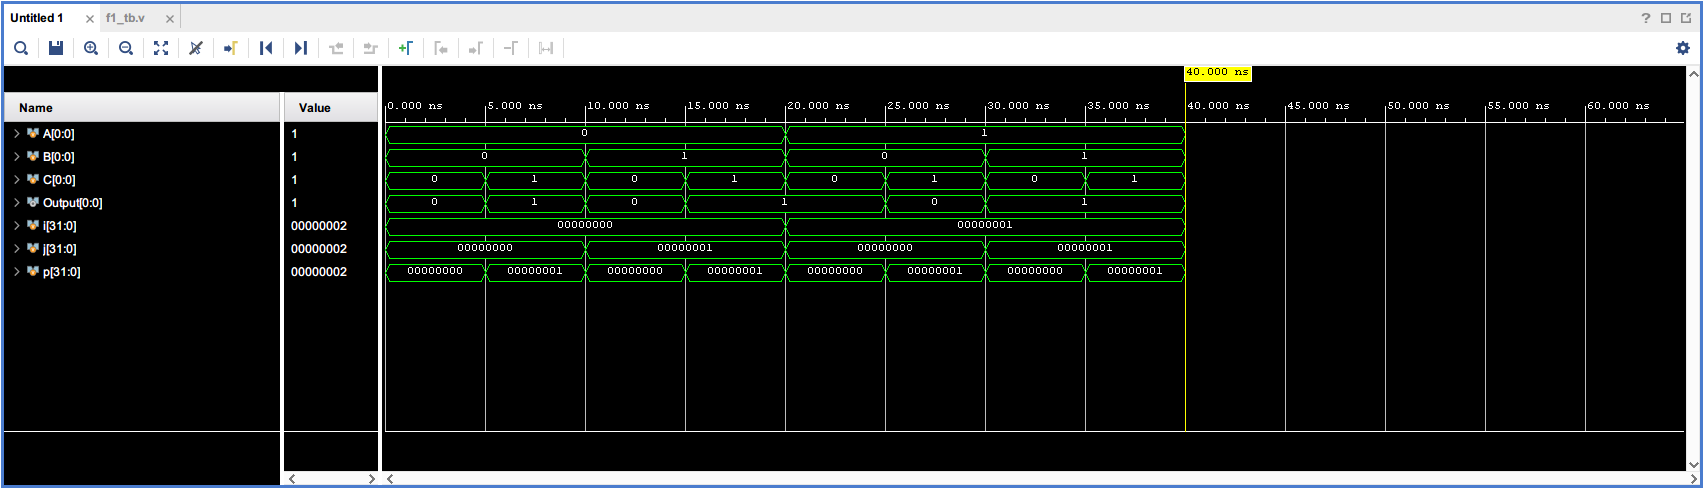 Untitled 1 × f1_tb.v ×
?
40.000 ns
Name Value
0.000 ns 5.000 ns 10.000 ns 15.000 ns 20.000 ns 25.000 ns 30.000 ns 35.000 ns 40.000 ns 45.000 ns 50.000 ns 55.000 ns 60.000 ns
A[0:0] 1 0 1
B[0:0] 1 0 1 0 1
C[0:0] 1 0 1 0 1 0 1 0 1
Output[0:0] 1 0 1 0 1 0 1
i[31:0] 00000002 00000000 00000001
j[31:0] 00000002 00000000 00000001 00000000 00000001
p[31:0] 00000002 00000000 00000001 00000000 00000001 00000000 00000001 00000000 00000001